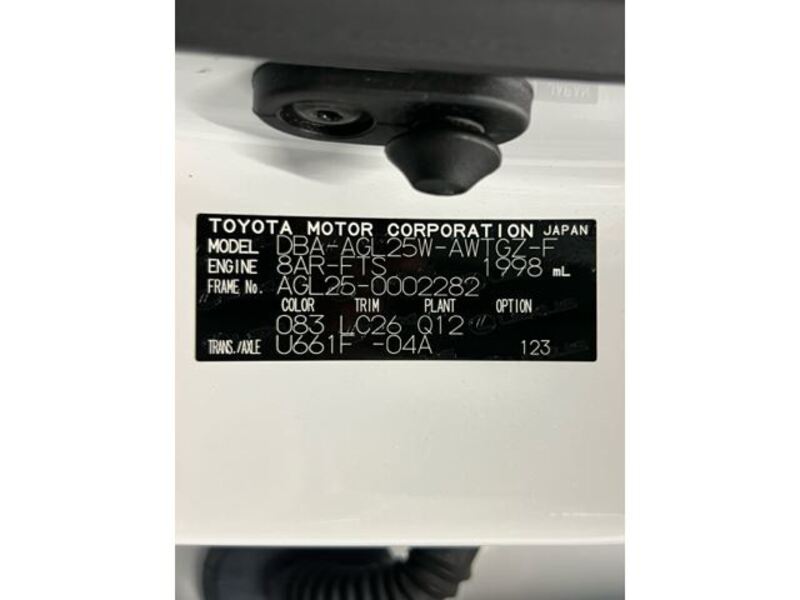 TOYOTA MOTOR CORPORATION JAPAN
MODEL DBA-AGL25W-AWTGZ-F
ENGINE 8AR-FTS 1998 mL
FRAME No. AGL25-0002282
COLOR TRIM PLANT OPTION
083 LC26 Q12
TRANS./AXLE U661F -04A 123